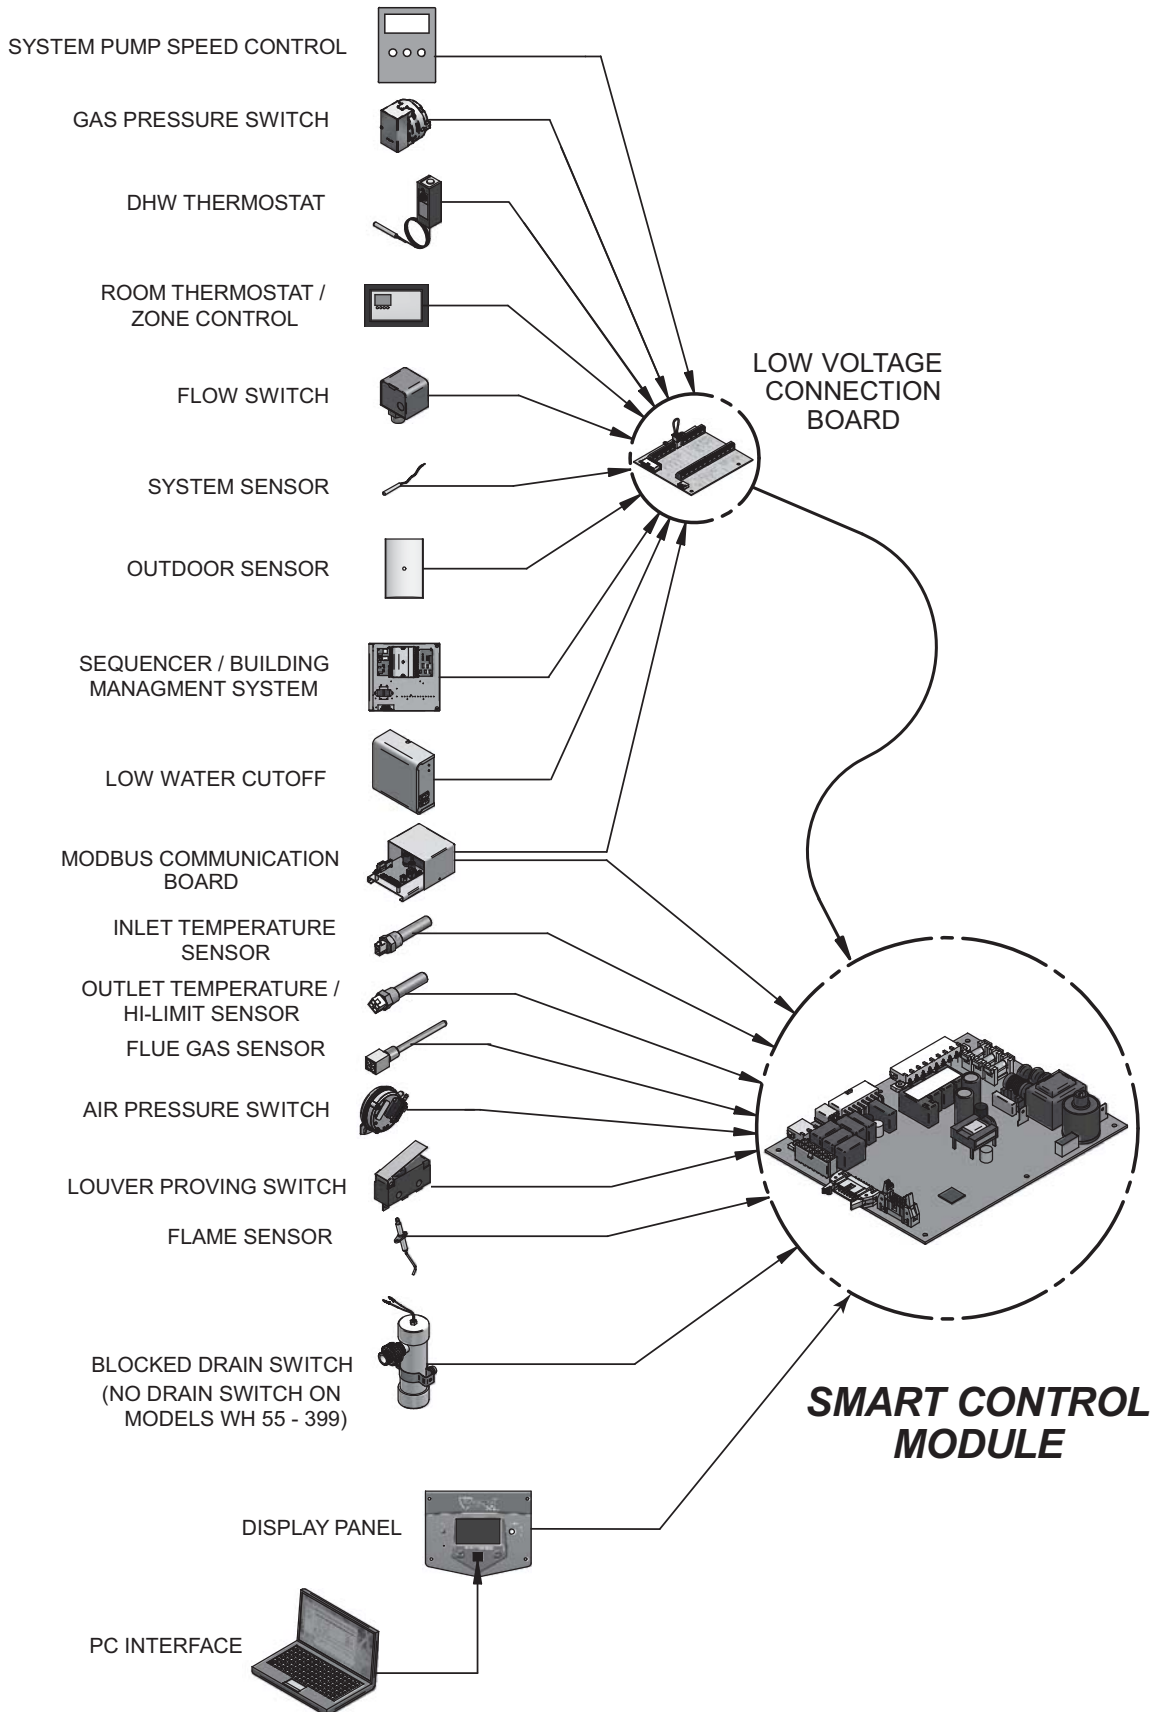 SYSTEM PUMP SPEED CONTROL
GAS PRESSURE SWITCH
DHW THERMOSTAT
ROOM THERMOSTAT /
ZONE CONTROL
FLOW SWITCH
LOW VOLTAGE
CONNECTION
BOARD
SYSTEM SENSOR
OUTDOOR SENSOR
SEQUENCER / BUILDING
MANAGMENT SYSTEM
LOW WATER CUTOFF
MODBUS COMMUNICATION
BOARD
INLET TEMPERATURE
SENSOR
OUTLET TEMPERATURE /
HI-LIMIT SENSOR
FLUE GAS SENSOR
AIR PRESSURE SWITCH
LOUVER PROVING SWITCH
FLAME SENSOR
BLOCKED DRAIN SWITCH
(NO DRAIN SWITCH ON
MODELS WH 55 - 399)
SMART CONTROL
MODULE
DISPLAY PANEL
PC INTERFACE